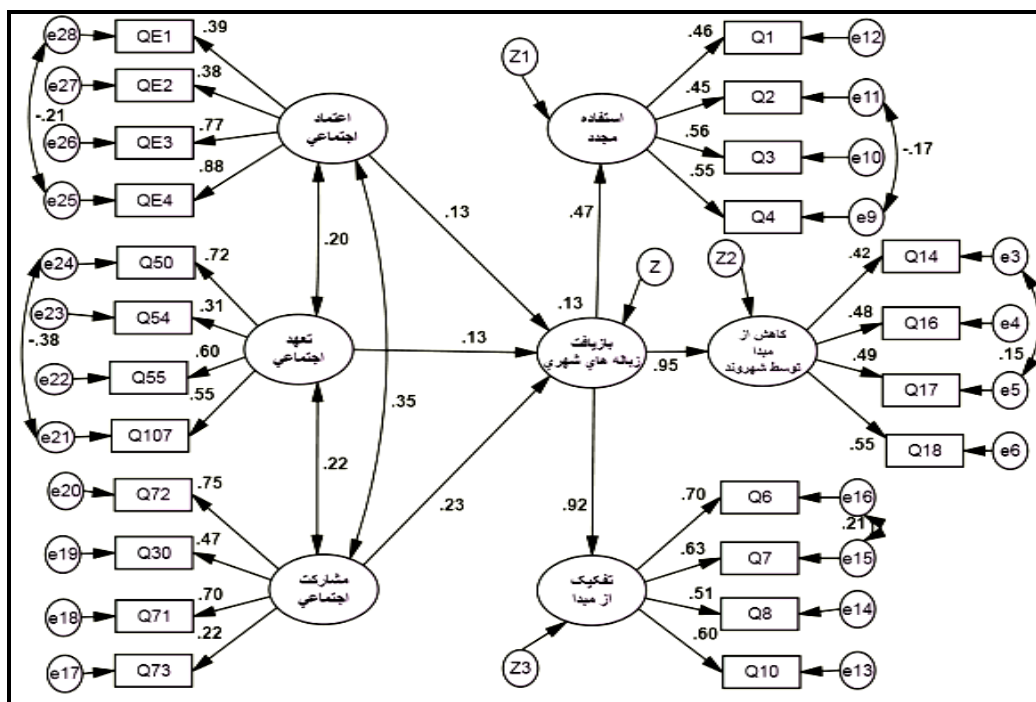 e28
QE1
.39
e27
QE2
.38
-.21
e26
QE3
.77
e25
QE4
.88
اعتماد
اجتماعي
.20
.35
.13
e24
Q50
.72
e23
Q54
.31
-.38
e22
Q55
.60
e21
Q107
.55
تعهد
اجتماعي
.13
.22
e20
Q72
.75
e19
Q30
.47
e18
Q71
.70
e17
Q73
.22
مشارکت
اجتماعي
.23
Z1
استفاده
مجدد
.46
Q1
e12
.45
Q2
e11
.56
Q3
e10
-.17
.55
Q4
e9
.47
Z
.13
بازيافت
زباله هاي شهري
.95
Z2
کاهش از
مبدا
توسط شهروند
.42
Q14
e3
.48
Q16
e4
.15
.49
Q17
e5
.55
Q18
e6
.92
تفکيک
از مبدا
Z3
.70
Q6
e16
.21
.63
Q7
e15
.51
Q8
e14
.60
Q10
e13